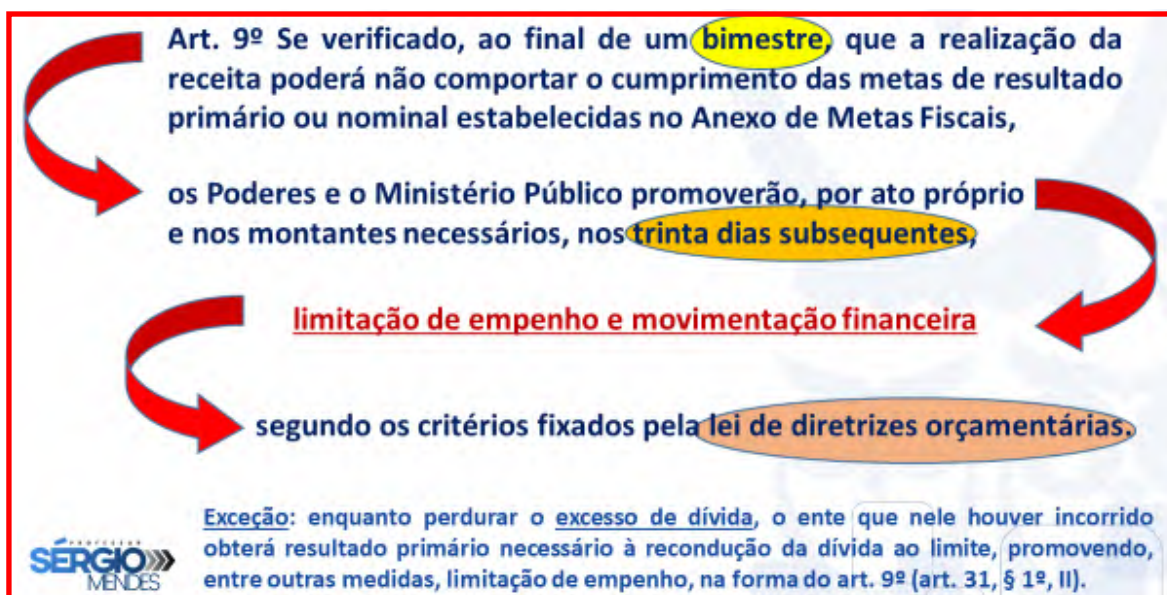 Art. 9º Se verificado, ao final de um bimestre, que a realização da
receita poderá não comportar o cumprimento das metas de resultado
primário ou nominal estabelecidas no Anexo de Metas Fiscais,
os Poderes e o Ministério Público promoverão, por ato próprio
e nos montantes necessários, nos trinta dias subsequentes,
limitação de empenho e movimentação financeira
segundo os critérios fixados pela lei de diretrizes orçamentárias.
Exceção: enquanto perdurar o excesso de dívida, o ente que nele houver incorrido
obterá resultado primário necessário à recondução da dívida ao limite, promovendo,
entre outras medidas, limitação de empenho, na forma do art. 9º (art. 31, § 1º, II).
PROFESSOR
SÉRGIO
MENDES